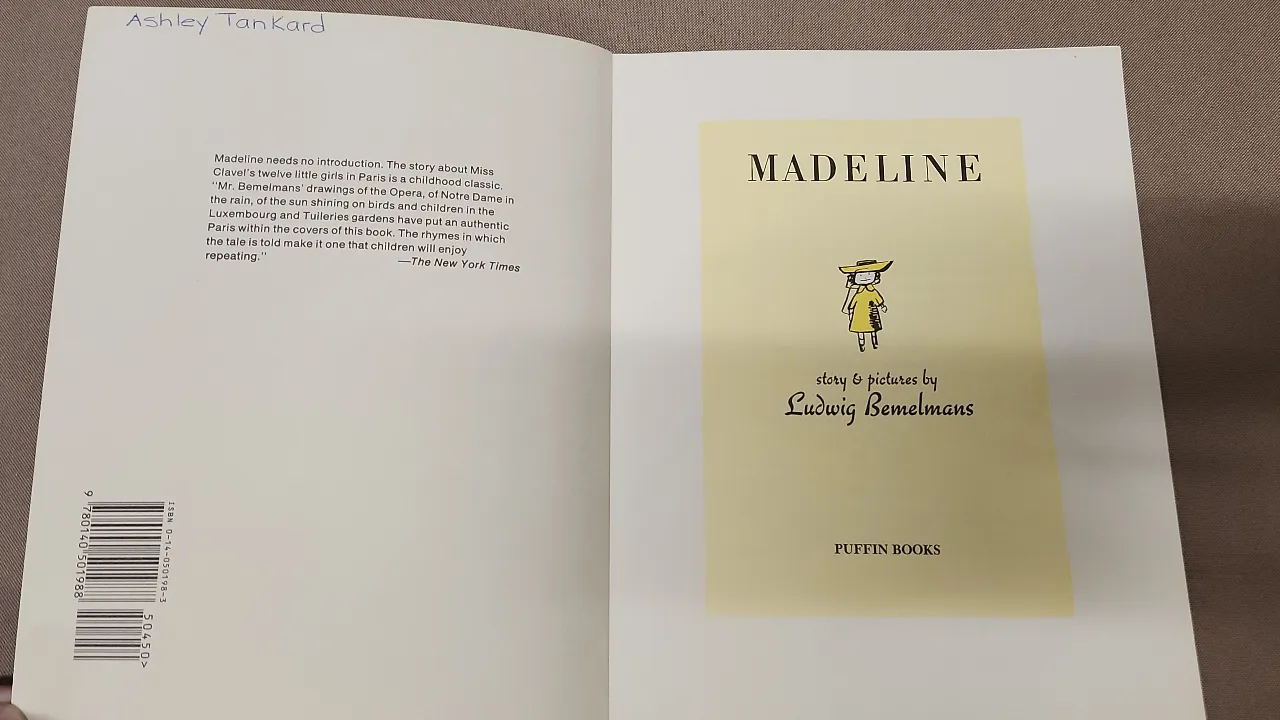 Ashley Tankard
Madeline needs no introduction. The story about Miss
Clavel's twelve little girls in Paris is a childhood classic.
"Mr. Bemelmans' drawings of the Opera, of Notre Dame in
the rain, of the sun shining on birds and children in the
Luxembourg and Tuileries gardens have put an authentic
Paris within the covers of this book. The rhymes in which
the tale is told make it one that children will enjoy
repeating." —The New York Times
ISBN 0-14-050198-3
9 780140 501988
50450>
MADELINE
story & pictures by
Ludwig Bemelmans
PUFFIN BOOKS